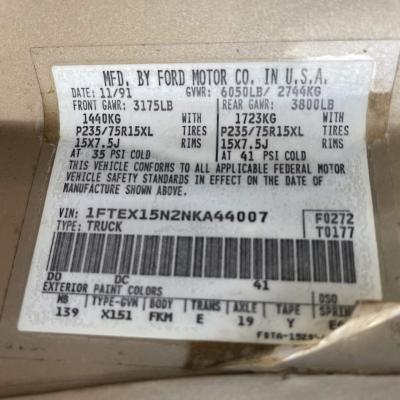 MFD. BY FORD MOTOR CO. IN U.S.A.
DATE: 11/91 GVWR: 6050LB/ 2744KG
FRONT GAWR: 3175LB REAR GAWR: 3800LB
1440KG WITH 1723KG WITH
P235/75R15XL TIRES P235/75R15XL TIRES
15X7.5J RIMS 15X7.5J RIMS
AT 35 PSI COLD AT 41 PSI COLD
THIS VEHICLE CONFORMS TO ALL APPLICABLE FEDERAL MOTOR
VEHICLE SAFETY STANDARDS IN EFFECT ON THE DATE OF
MANUFACTURE SHOWN ABOVE.
VIN: 1FTEX15N2NKA44007 F0272
TYPE: TRUCK T0177
DD DC 41
EXTERIOR PAINT COLORS DSO
WB TYPE-GVW BODY TRANS AXLE TAPE SPRING
139 X151 FKM E 19 Y